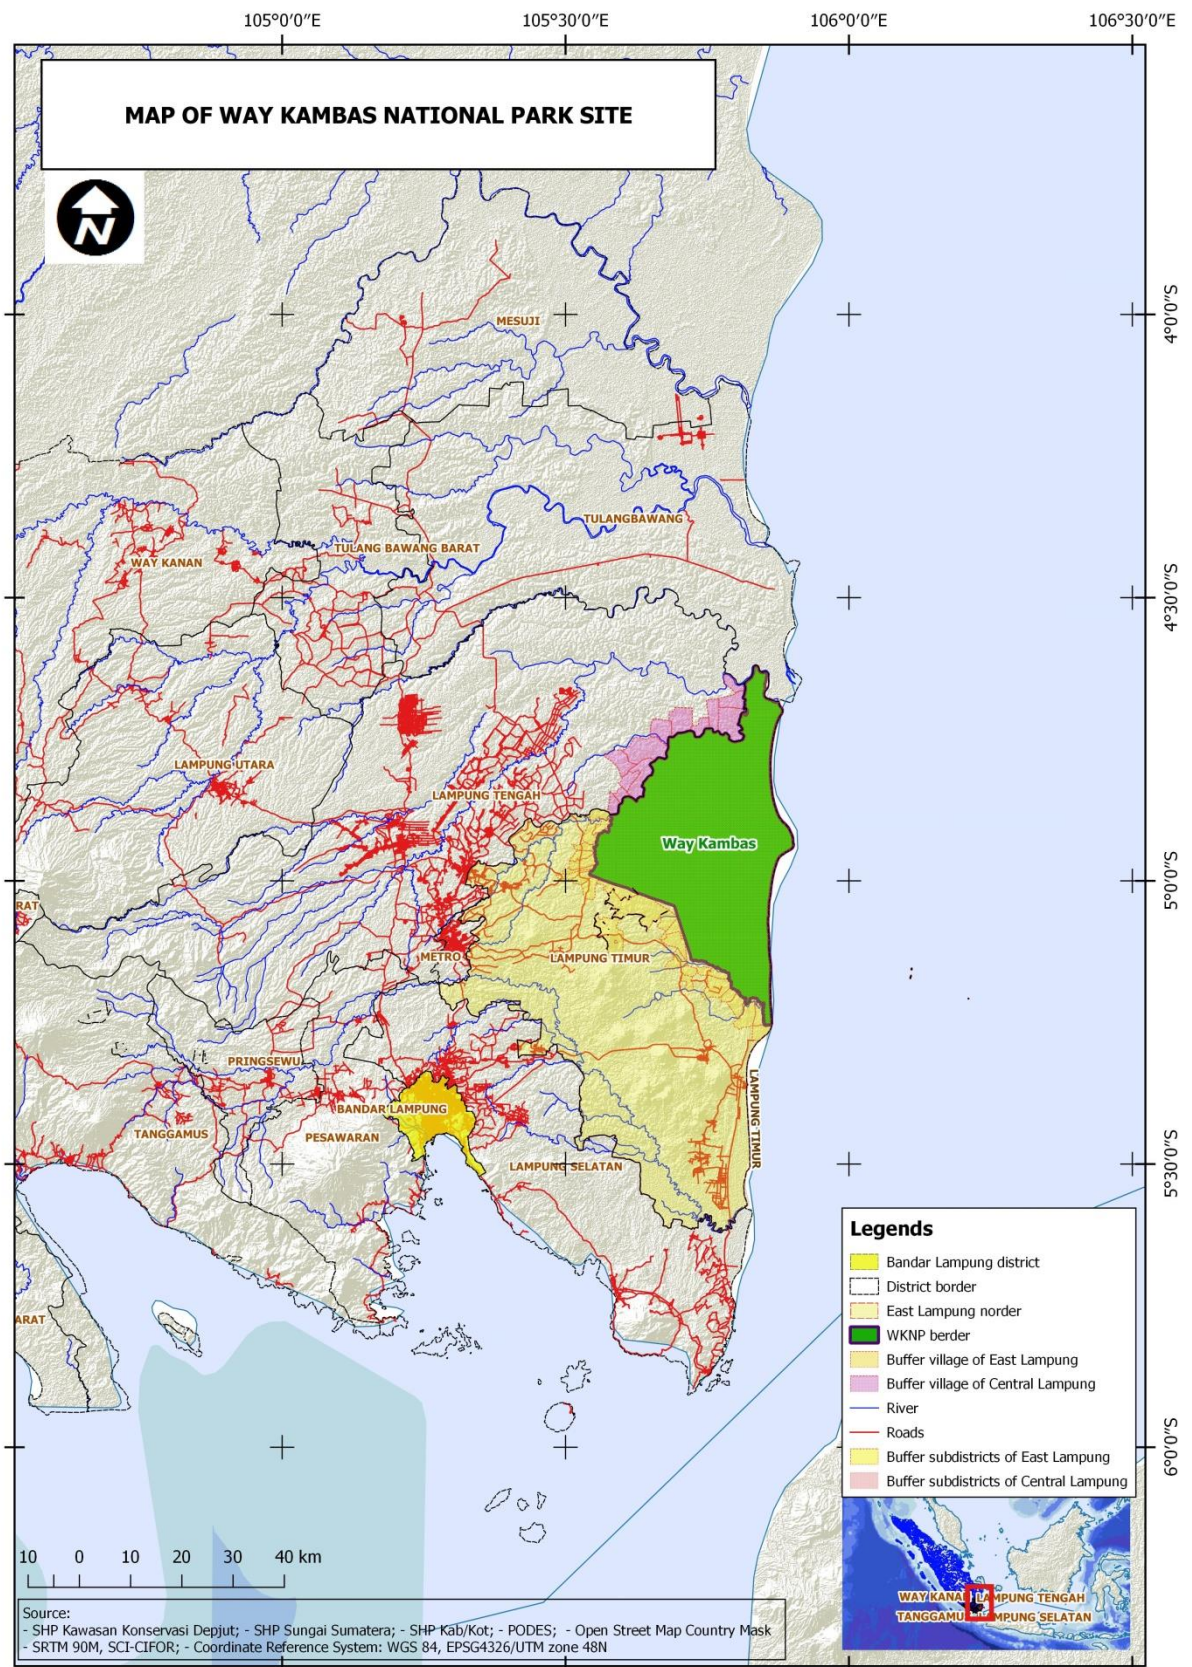 105°0'0"E
105°30'0"E
106°0'0"E
106°30'0"E
MAP OF WAY KAMBAS NATIONAL PARK SITE
N
4°0'0"S
MESUJI
TULANGBAWANG
TULANG BAWANG BARAT
WAY KANAN
4°30'0"S
LAMPUNG UTARA
LAMPUNG TENGAH
Way Kambas
5°0'0"S
RAT
METRO
LAMPUNG TIMUR
PRINGSEWU
BANDAR LAMPUNG
TANGGAMUS
PESAWARAN
LAMPUNG TIMUR
LAMPUNG SELATAN
5°30'0"S
ARAT
Legends
Bandar Lampung district
District border
East Lampung norder
WKNP berder
Buffer village of East Lampung
Buffer village of Central Lampung
River
Roads
Buffer subdistricts of East Lampung
Buffer subdistricts of Central Lampung
6°0'0"S
10 0 10 20 30 40 km
WAY KANAN LAMPUNG TENGAH
TANGGAMUS LAMPUNG SELATAN
Source:
- SHP Kawasan Konservasi Depjut; - SHP Sungai Sumatera; - SHP Kab/Kot; - PODES; - Open Street Map Country Mask
- SRTM 90M, SCI-CIFOR; - Coordinate Reference System: WGS 84, EPSG4326/UTM zone 48N